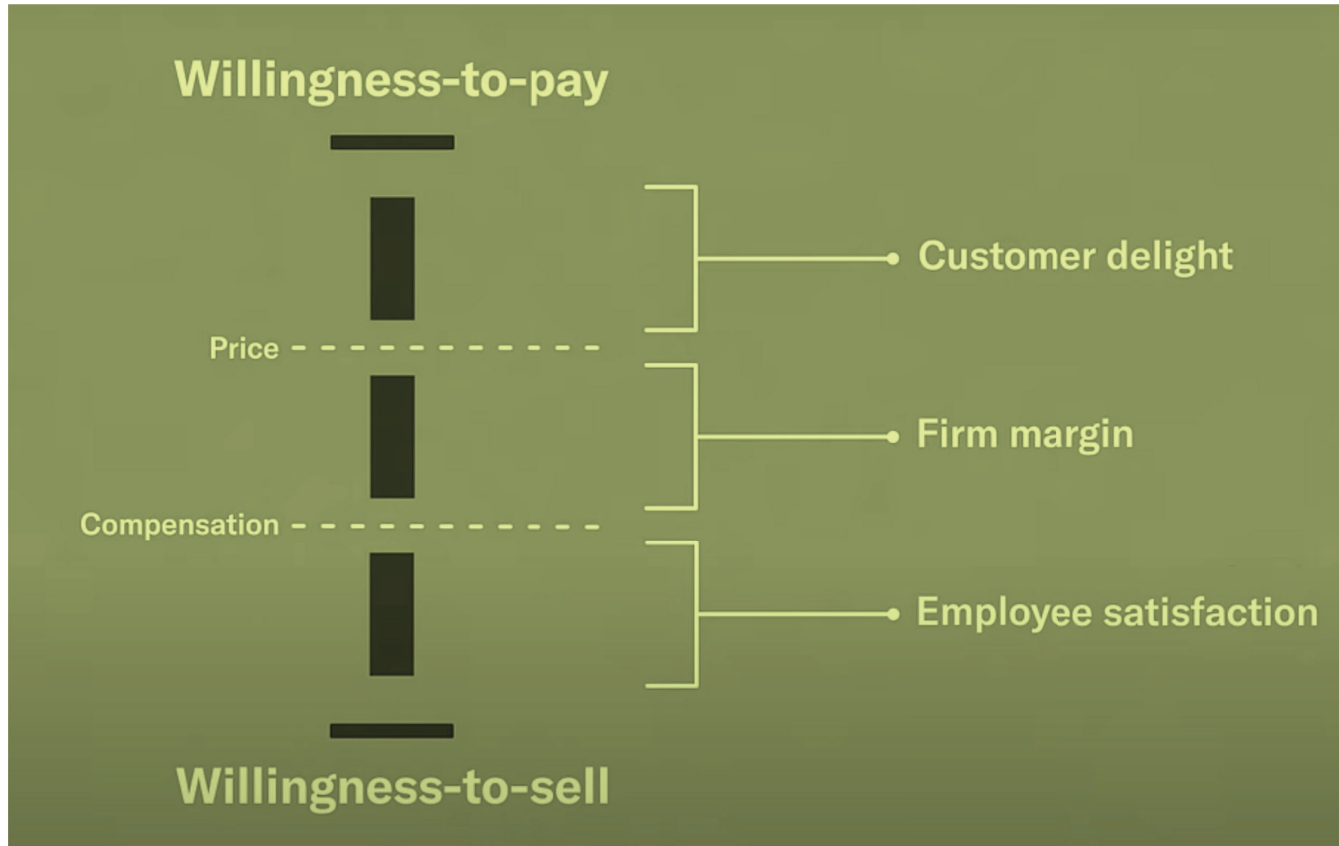 Willingness-to-pay
Customer delight
Price
Firm margin
Compensation
Employee satisfaction
Willingness-to-sell